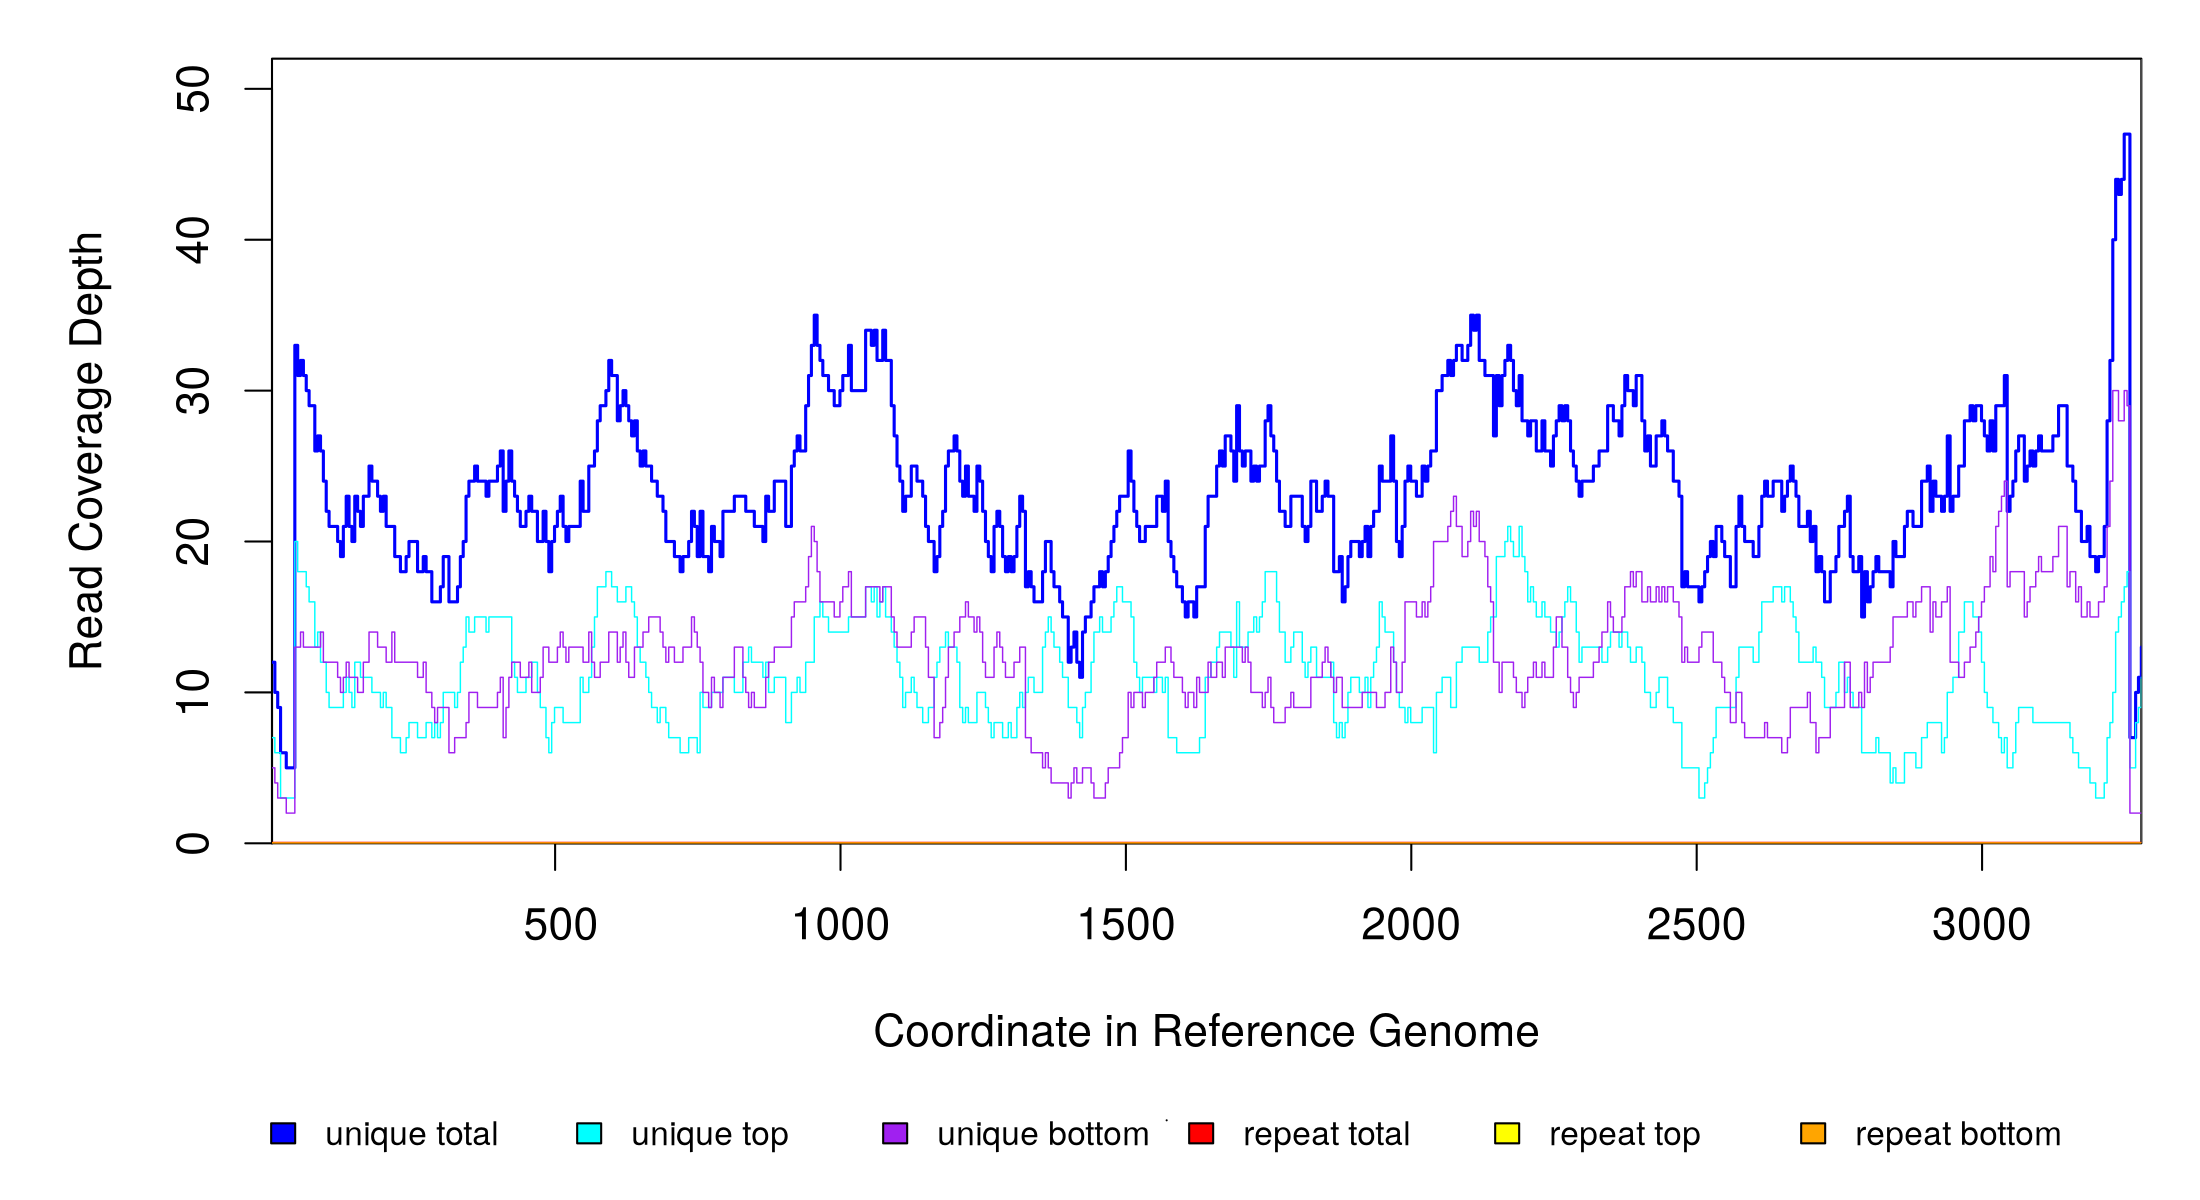 Read Coverage Depth
50
40
30
20
10
0
500 1000 1500 2000 2500 3000
Coordinate in Reference Genome
unique total unique top unique bottom repeat total repeat top repeat bottom